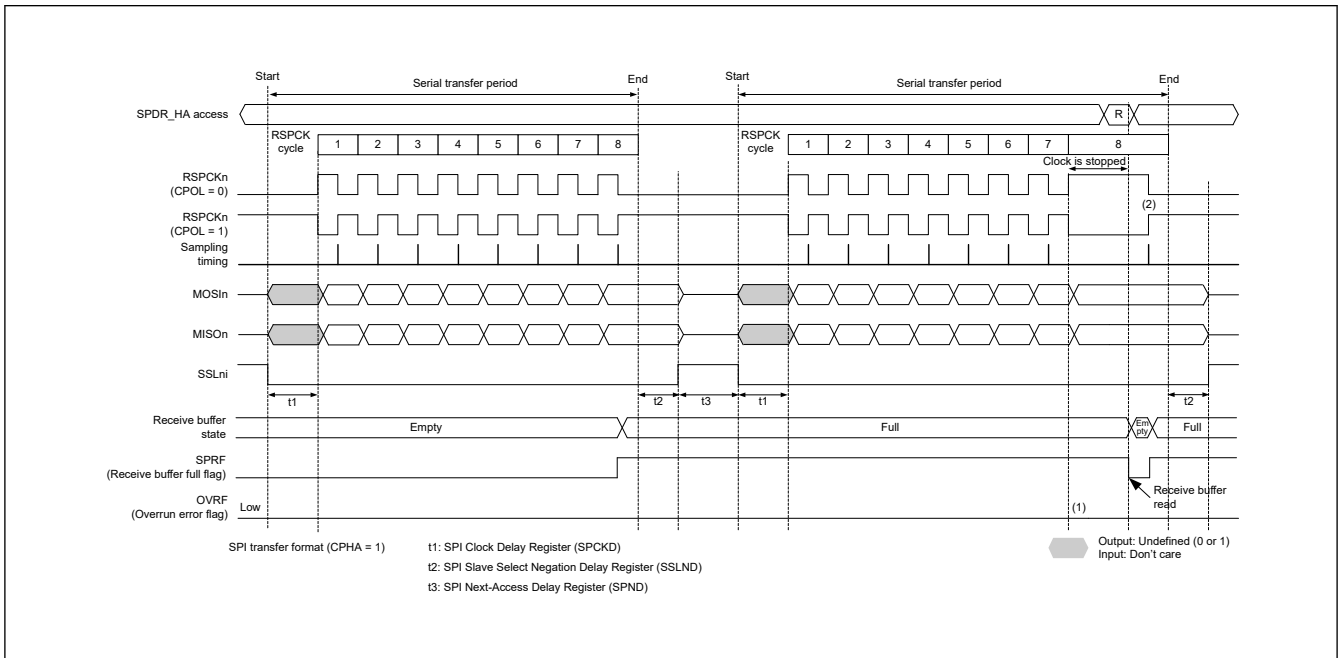 Start Serial transfer period End Start Serial transfer period End
SPDR_HA access R
RSPCK
cycle
1 2 3 4 5 6 7 8
RSPCK
cycle
1 2 3 4 5 6 7 8
Clock is stopped
RSPCKn
(CPOL = 0)
(2)
RSPCKn
(CPOL = 1)
Sampling
timing
MOSIn
MISOn
SSLni
t1 t2 t3 t1 t2
Receive buffer
state
Empty Full
Em
pty
Full
SPRF
(Receive buffer full flag)
Receive buffer
read
OVRF
(Overrun error flag)
Low
(1)
SPI transfer format (CPHA = 1)
t1: SPI Clock Delay Register (SPCKD)
t2: SPI Slave Select Negation Delay Register (SSLND)
t3: SPI Next-Access Delay Register (SPND)
Output: Undefined (0 or 1)
Input: Don't care